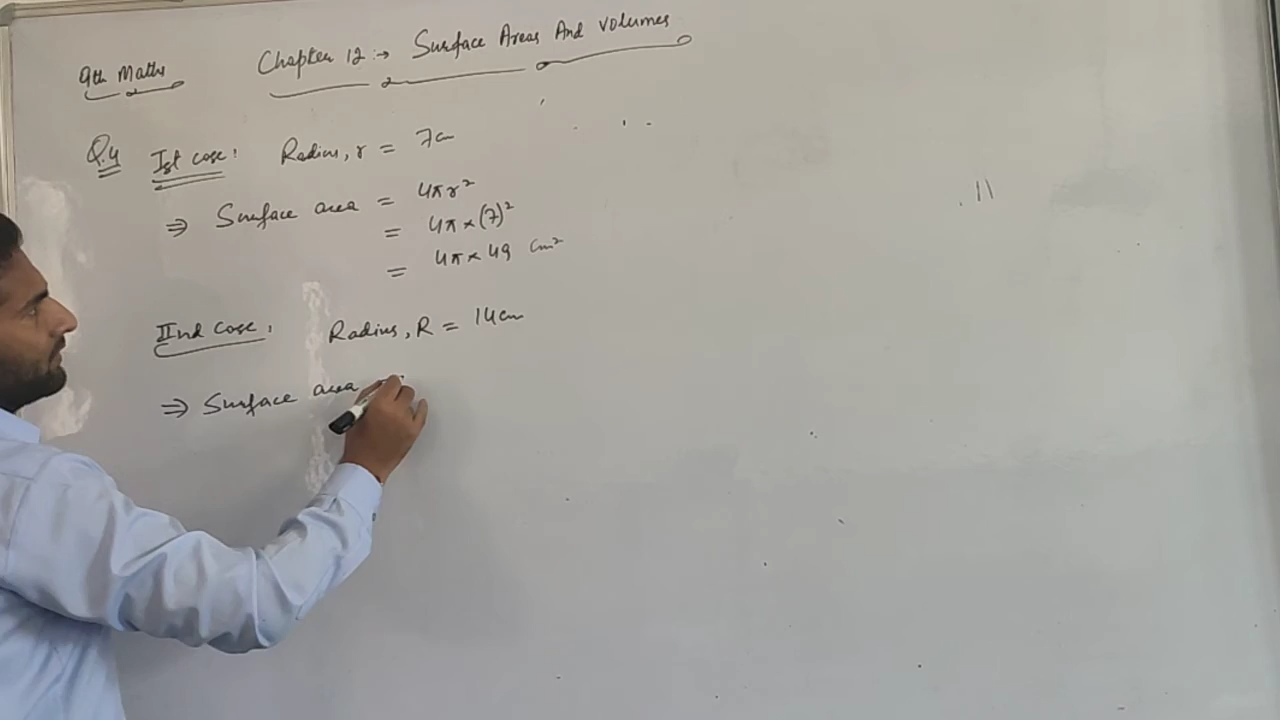 9th Maths Chapter 12:→ Surface Areas And Volumes
Q.4 Ist case: Radius, r = 7cm
⇒ Surface area = 4πr²
= 4π×(7)²
= 4π×49 cm²
IInd case: Radius, R = 14cm
⇒ Surface area =